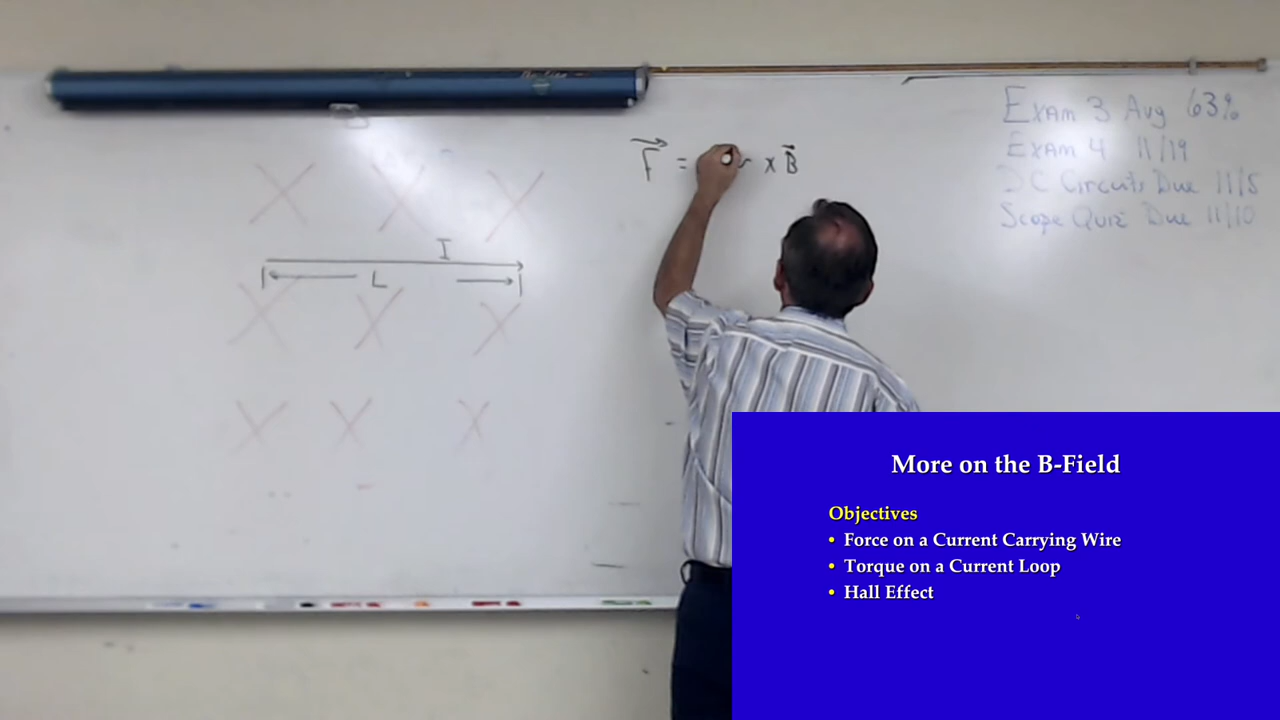 F = v x B
I
L
Exam 3 Avg 63%
Exam 4 11/19
DC Circuits Due 11/5
Scope Quiz Due 11/10
More on the B-Field
Objectives
• Force on a Current Carrying Wire
• Torque on a Current Loop
• Hall Effect